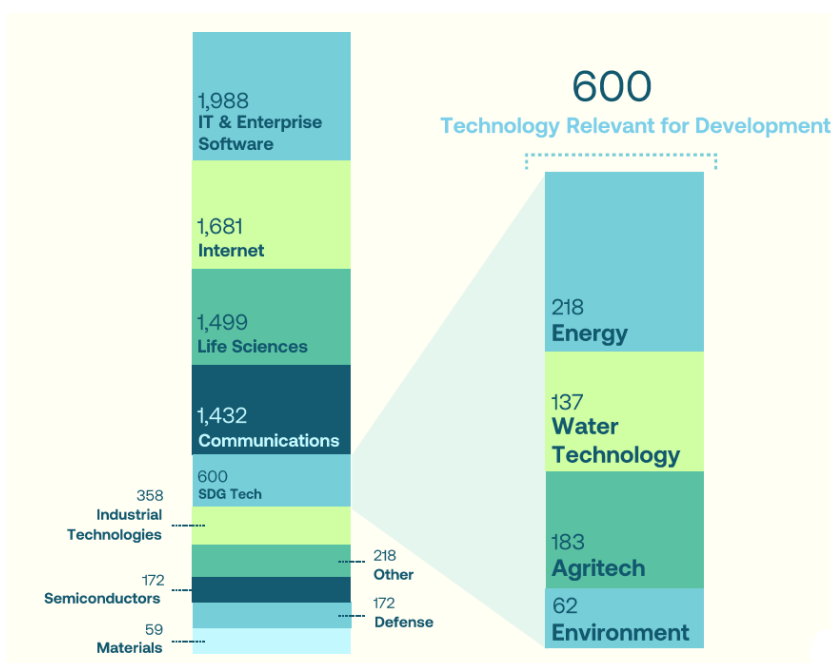 1,988
IT & Enterprise
Software
1,681
Internet
1,499
Life Sciences
1,432
Communications
600
SDG Tech
358
Industrial
Technologies
218
Other
172
Semiconductors
172
Defense
59
Materials
600
Technology Relevant for Development
218
Energy
137
Water
Technology
183
Agritech
62
Environment